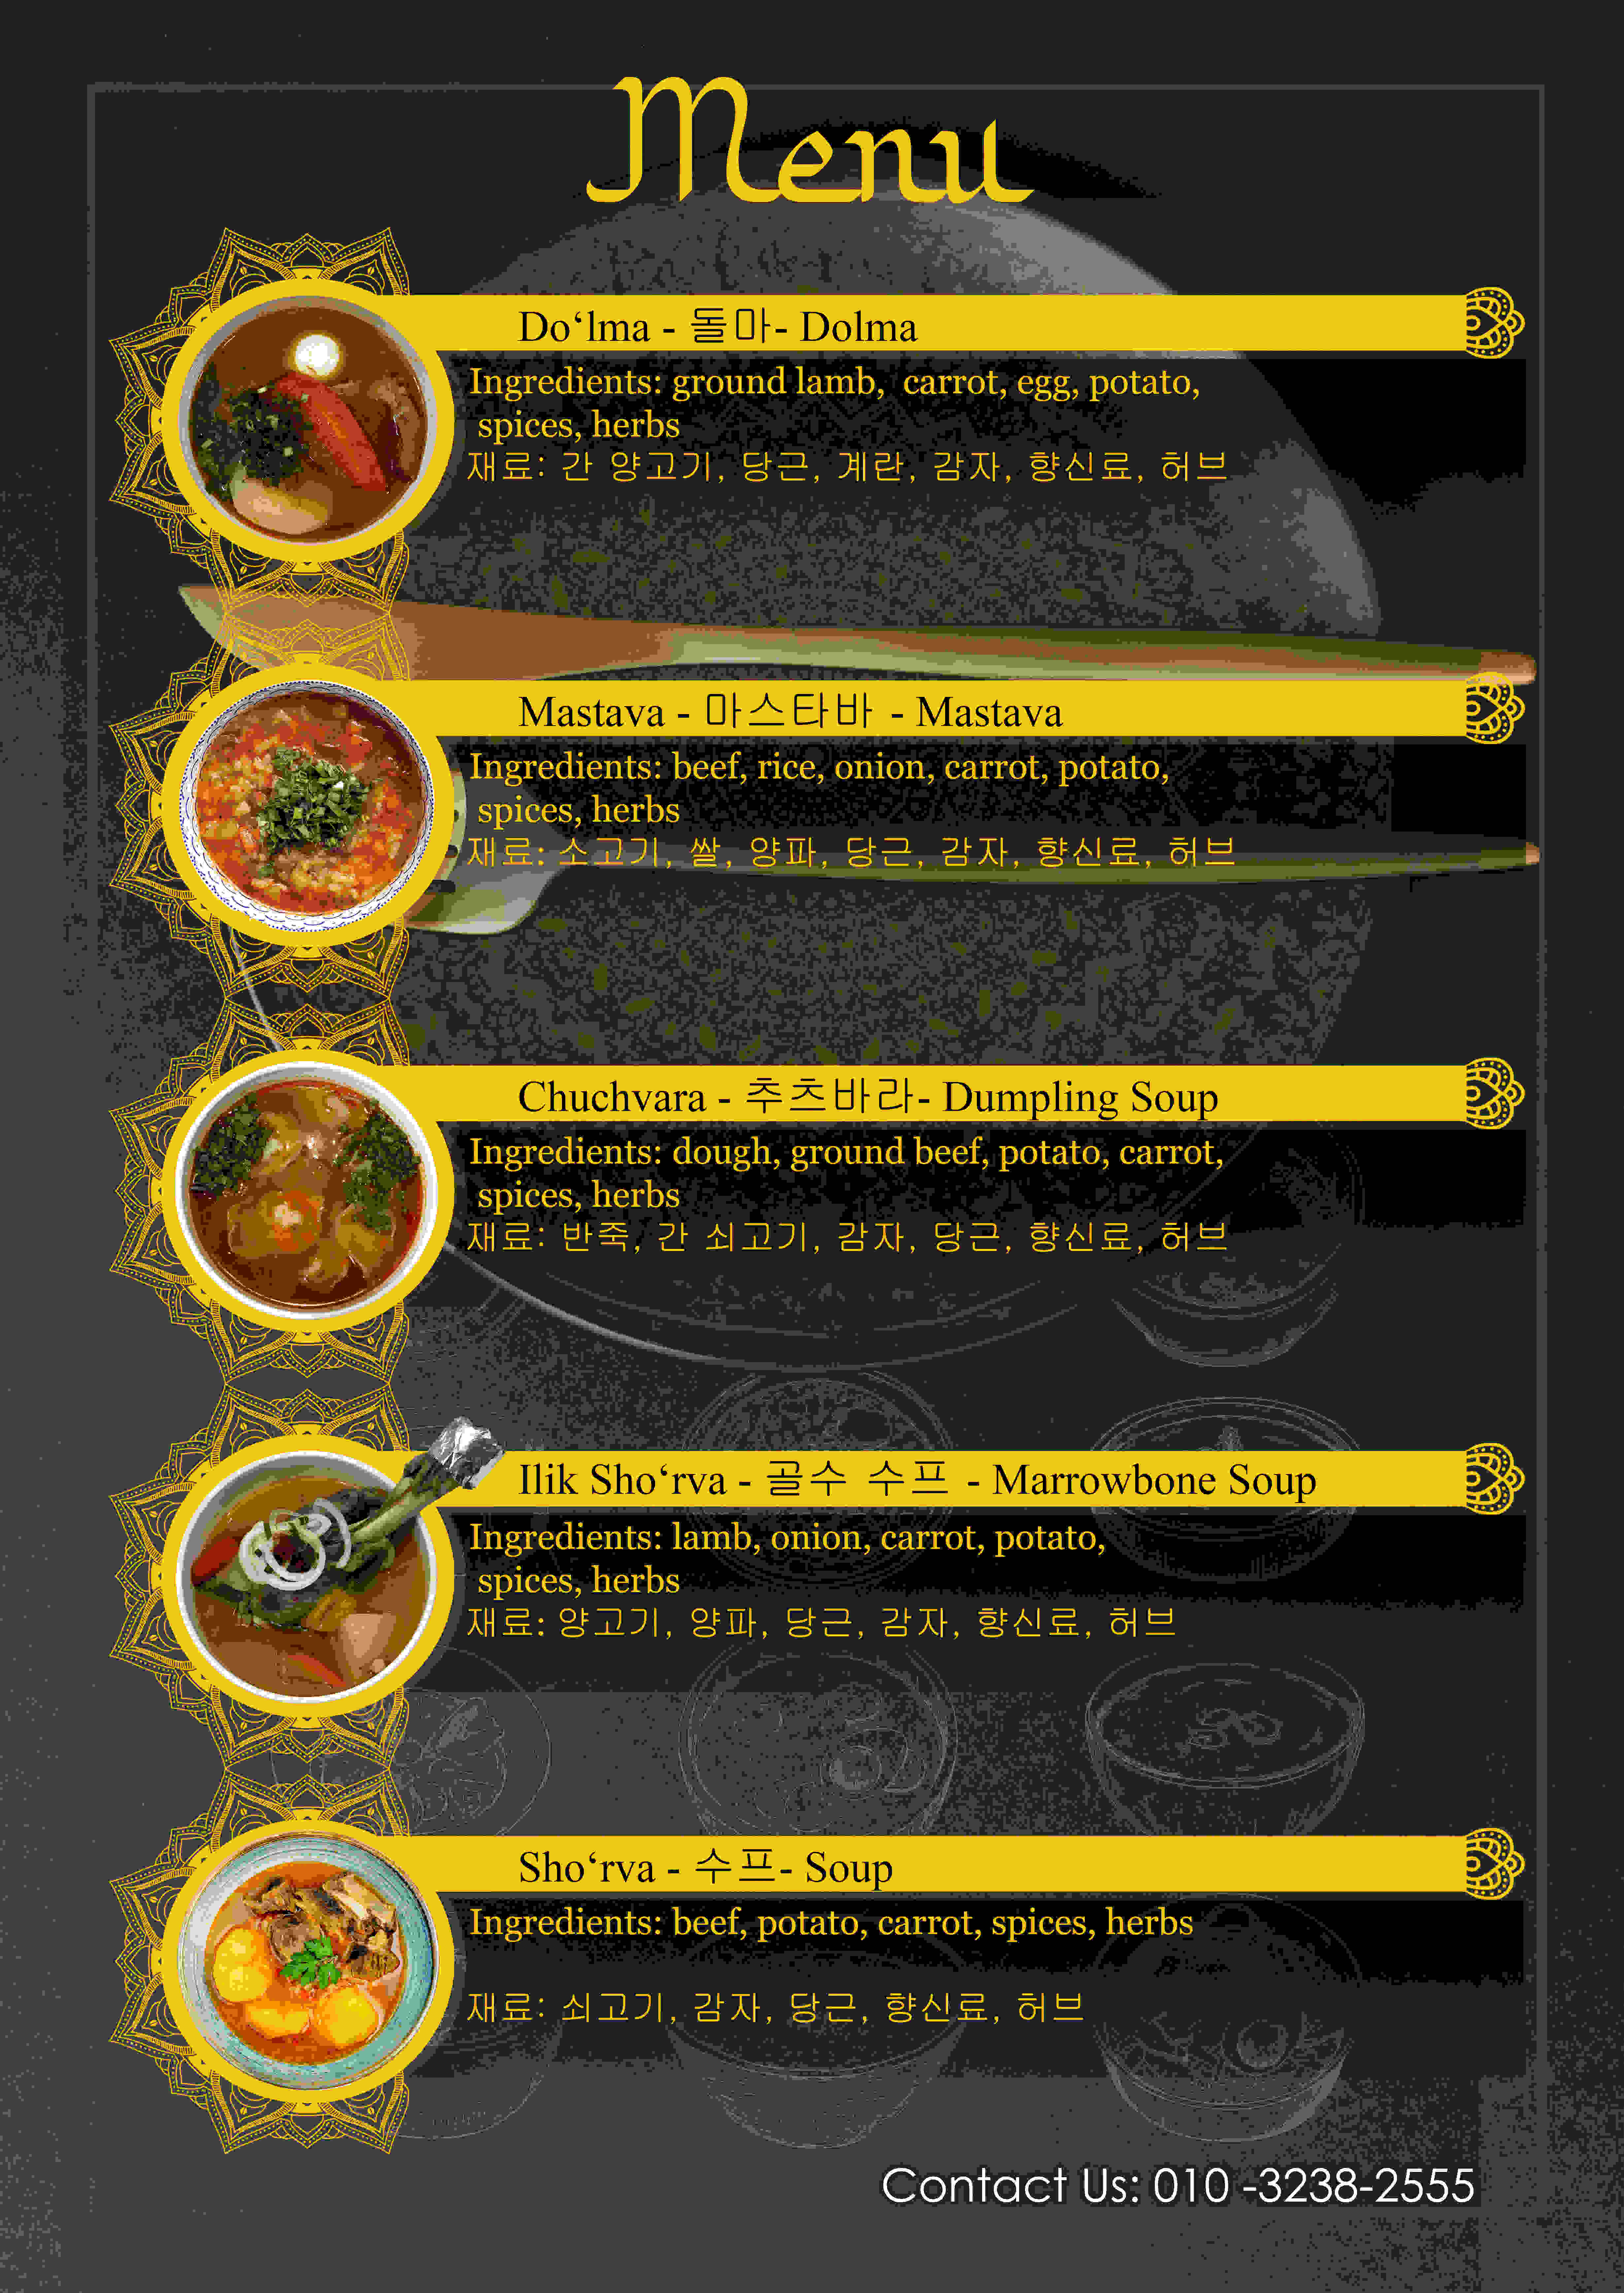 Menu
Do‘lma - 돌마- Dolma
Ingredients: ground lamb, carrot, egg, potato,
spices, herbs
재료: 간 양고기, 당근, 계란, 감자, 향신료, 허브
Mastava - 마스타바 - Mastava
Ingredients: beef, rice, onion, carrot, potato,
spices, herbs
재료: 소고기, 쌀, 양파, 당근, 감자, 향신료, 허브
Chuchvara - 추츠바라- Dumpling Soup
Ingredients: dough, ground beef, potato, carrot,
spices, herbs
재료: 반죽, 간 쇠고기, 감자, 당근, 향신료, 허브
Ilik Sho‘rva - 골수 수프 - Marrowbone Soup
Ingredients: lamb, onion, carrot, potato,
spices, herbs
재료: 양고기, 양파, 당근, 감자, 향신료, 허브
Sho‘rva - 수프- Soup
Ingredients: beef, potato, carrot, spices, herbs
재료: 쇠고기, 감자, 당근, 향신료, 허브
Contact Us: 010 -3238-2555